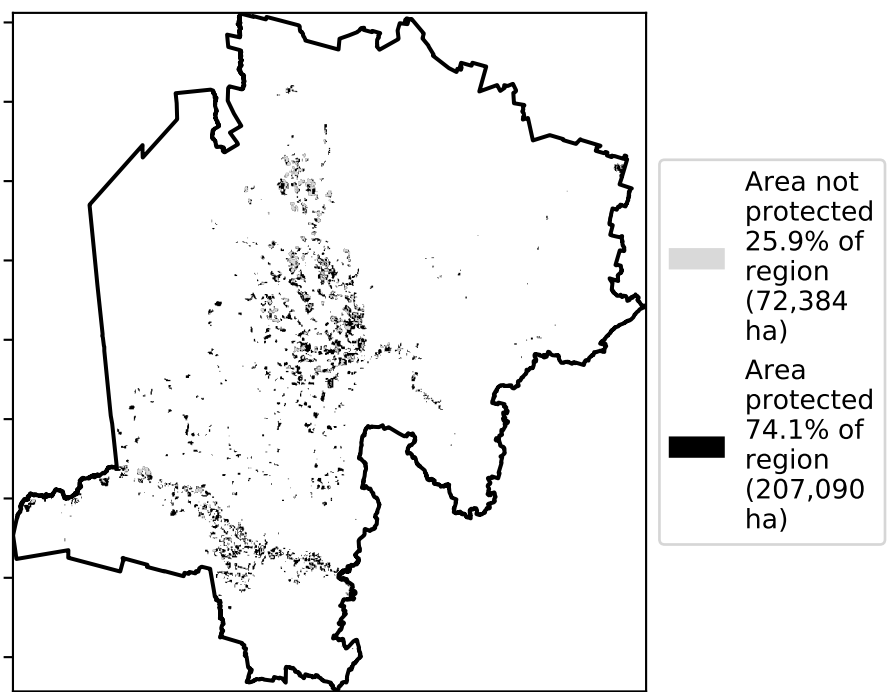 Area not
protected
25.9% of
region
(72,384
ha)
Area
protected
74.1% of
region
(207,090
ha)